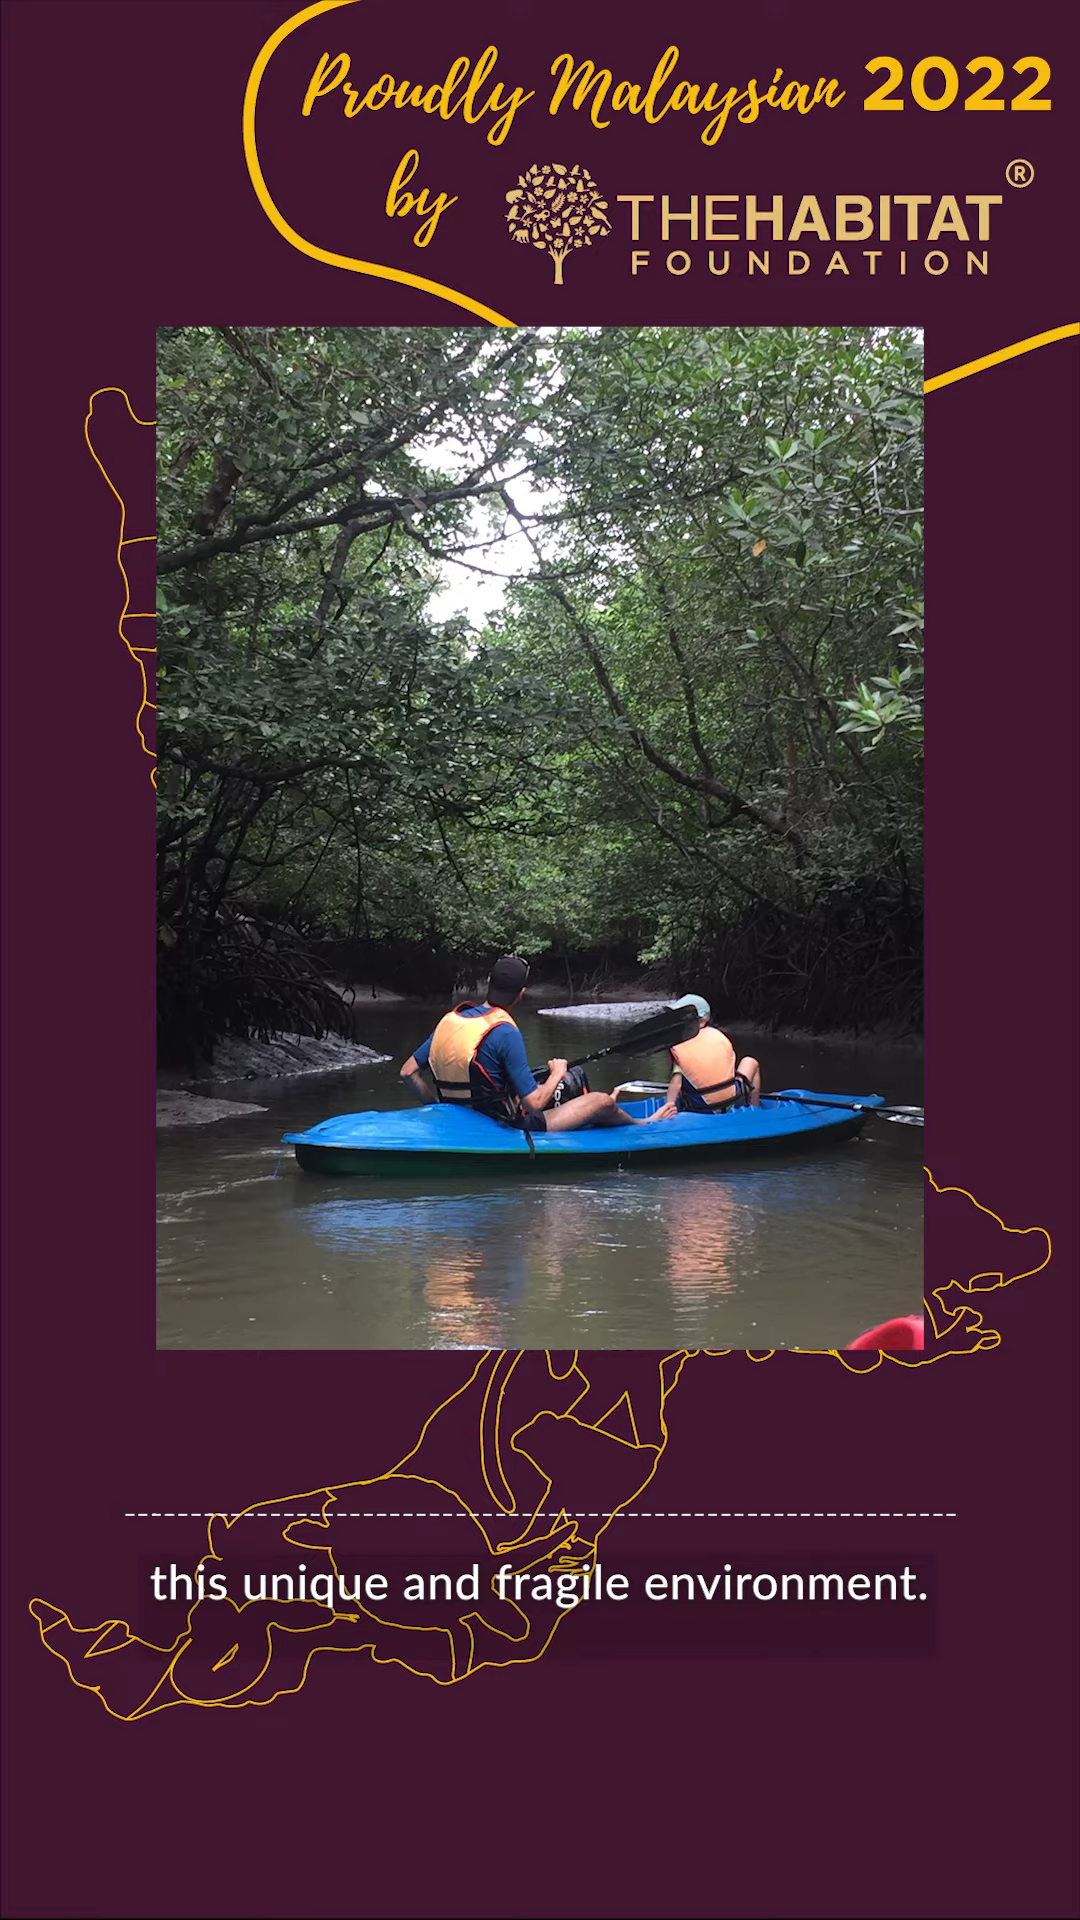 Proudly Malaysian 2022
by THEHABITAT®
FOUNDATION
this unique and fragile environment.